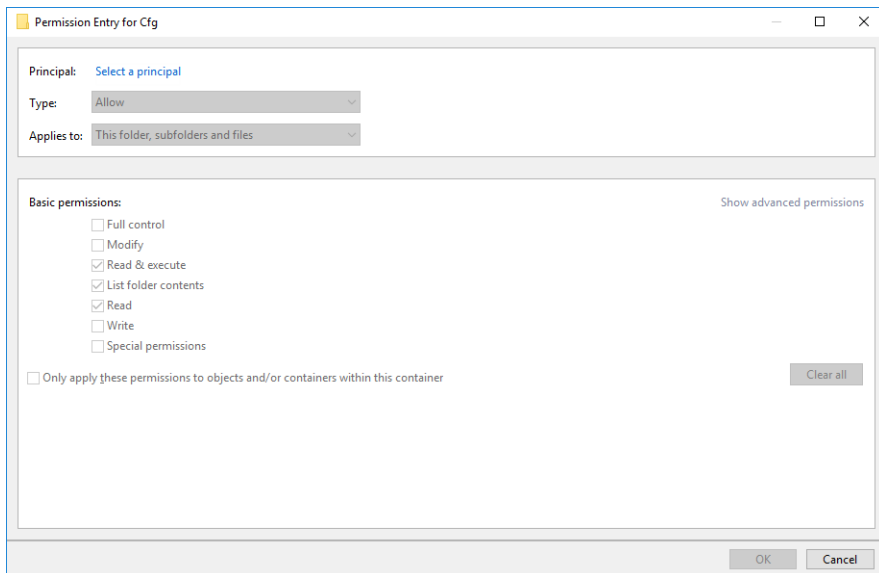 Permission Entry for Cfg
Principal: Select a principal
Type: Allow
Applies to: This folder, subfolders and files
Basic permissions: Show advanced permissions
Full control
Modify
Read & execute
List folder contents
Read
Write
Special permissions
Only apply these permissions to objects and/or containers within this container Clear all
OK Cancel